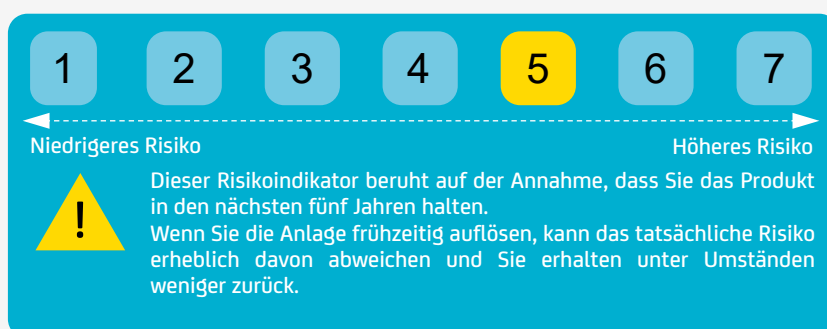 1 2 3 4 5 6 7
Niedrigeres Risiko Höheres Risiko
!
Dieser Risikoindikator beruht auf der Annahme, dass Sie das Produkt
in den nächsten fünf Jahren halten.
Wenn Sie die Anlage frühzeitig auflösen, kann das tatsächliche Risiko
erheblich davon abweichen und Sie erhalten unter Umständen
weniger zurück.